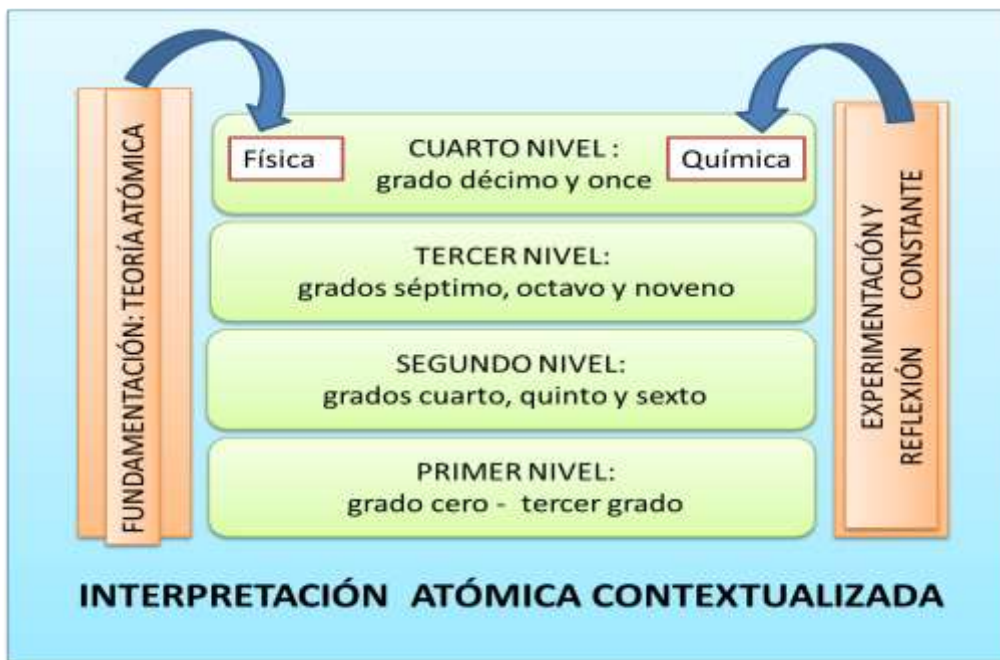 FUNDAMENTACIÓN: TEORÍA ATÓMICA
Física
CUARTO NIVEL :
grado décimo y once
Química
TERCER NIVEL:
grados séptimo, octavo y noveno
SEGUNDO NIVEL:
grados cuarto, quinto y sexto
PRIMER NIVEL:
grado cero - tercer grado
EXPERIMENTACIÓN Y
REFLEXIÓN CONSTANTE
INTERPRETACIÓN ATÓMICA CONTEXTUALIZADA